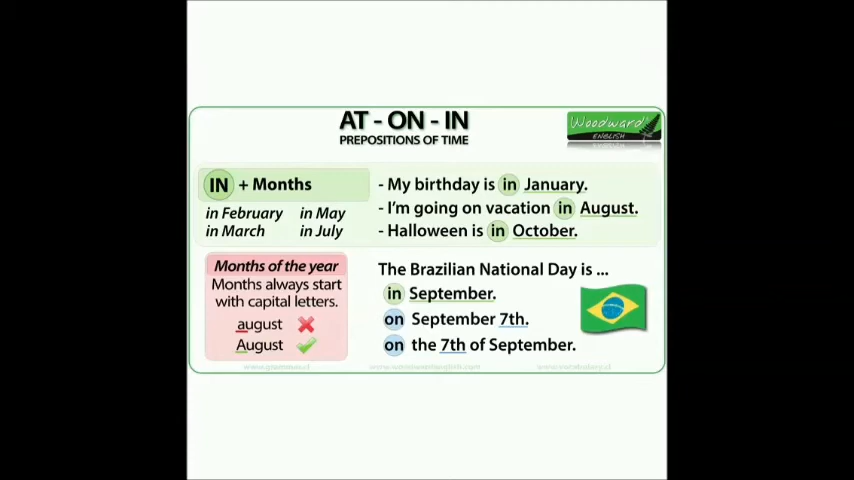 AT - ON - IN
PREPOSITIONS OF TIME
Woodward
ENGLISH
IN + Months
in February in May
in March in July
- My birthday is in January.
- I'm going on vacation in August.
- Halloween is in October.
Months of the year
Months always start
with capital letters.
august
August
The Brazilian National Day is ...
in September.
on September 7th.
on the 7th of September.